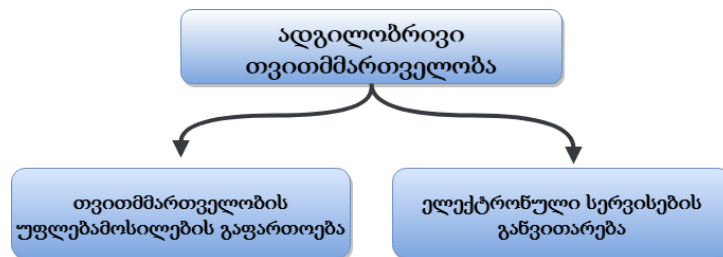 ადგილობრივი
თვითმმართველობა
თვითმმართველობის
უფლებამოსილების გაფართოება
ელექტრონული სერვისების
განვითარება